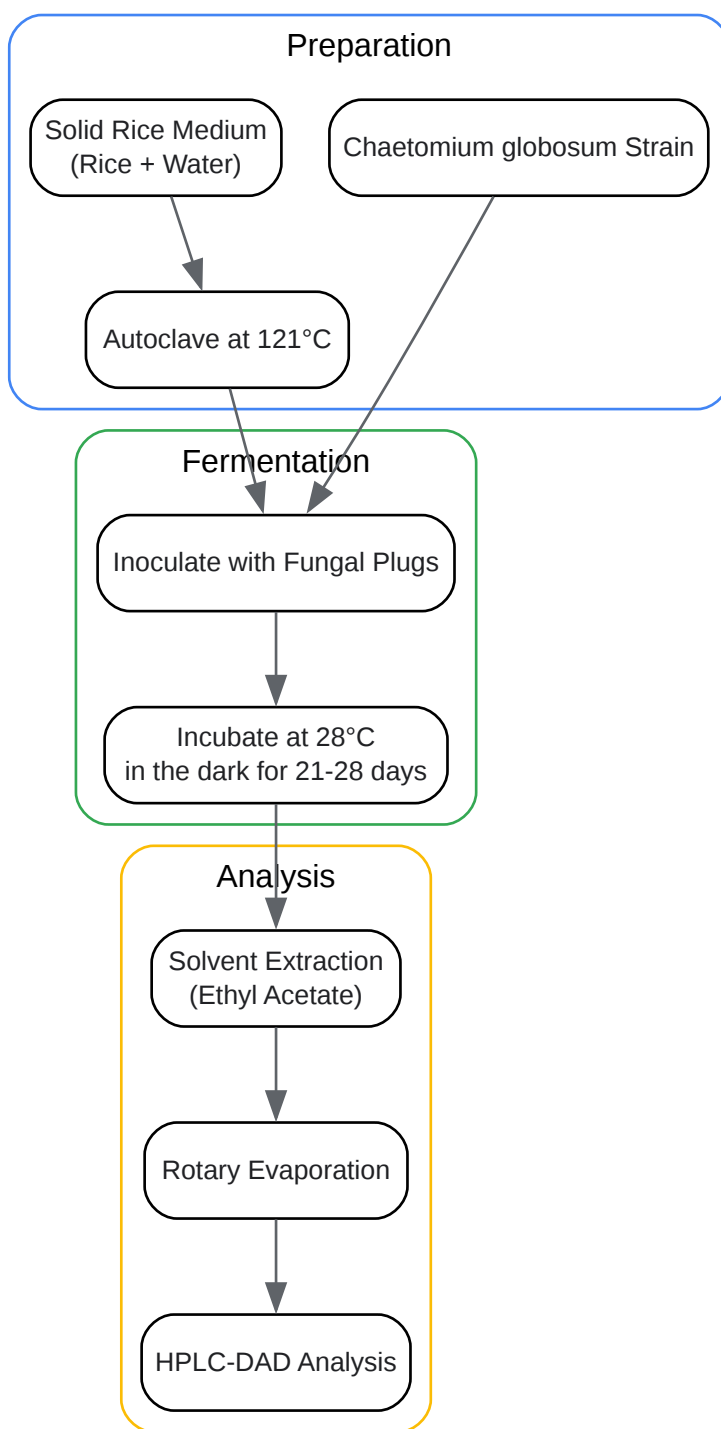 Preparation
Solid Rice Medium
(Rice + Water)
Chaetomium globosum Strain
Autoclave at 121°C
Fermentation
Inoculate with Fungal Plugs
Incubate at 28°C
in the dark for 21-28 days
Analysis
Solvent Extraction
(Ethyl Acetate)
Rotary Evaporation
HPLC-DAD Analysis